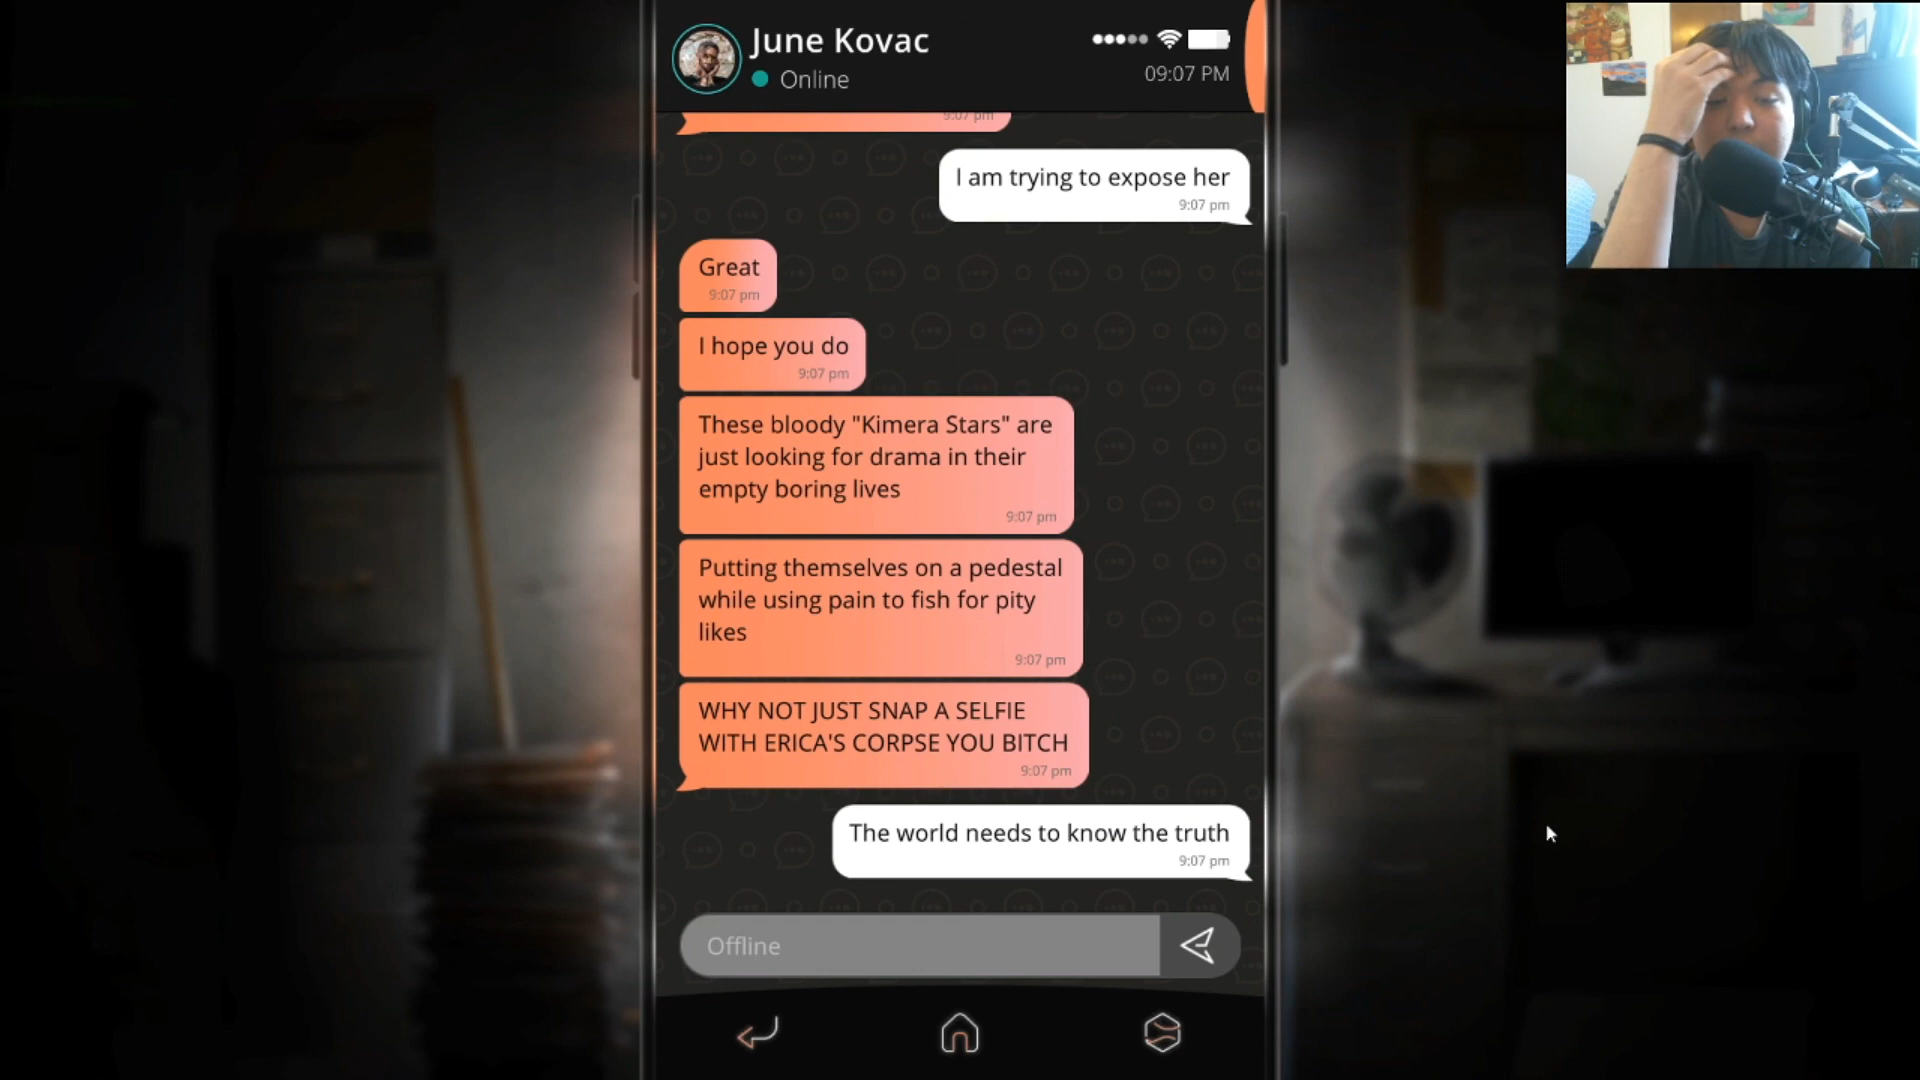 June Kovac
Online
09:07 PM
9:07 pm
I am trying to expose her
9:07 pm
Great
9:07 pm
I hope you do
9:07 pm
These bloody "Kimera Stars" are
just looking for drama in their
empty boring lives
9:07 pm
Putting themselves on a pedestal
while using pain to fish for pity
likes
9:07 pm
WHY NOT JUST SNAP A SELFIE
WITH ERICA'S CORPSE YOU BITCH
9:07 pm
The world needs to know the truth
9:07 pm
Offline